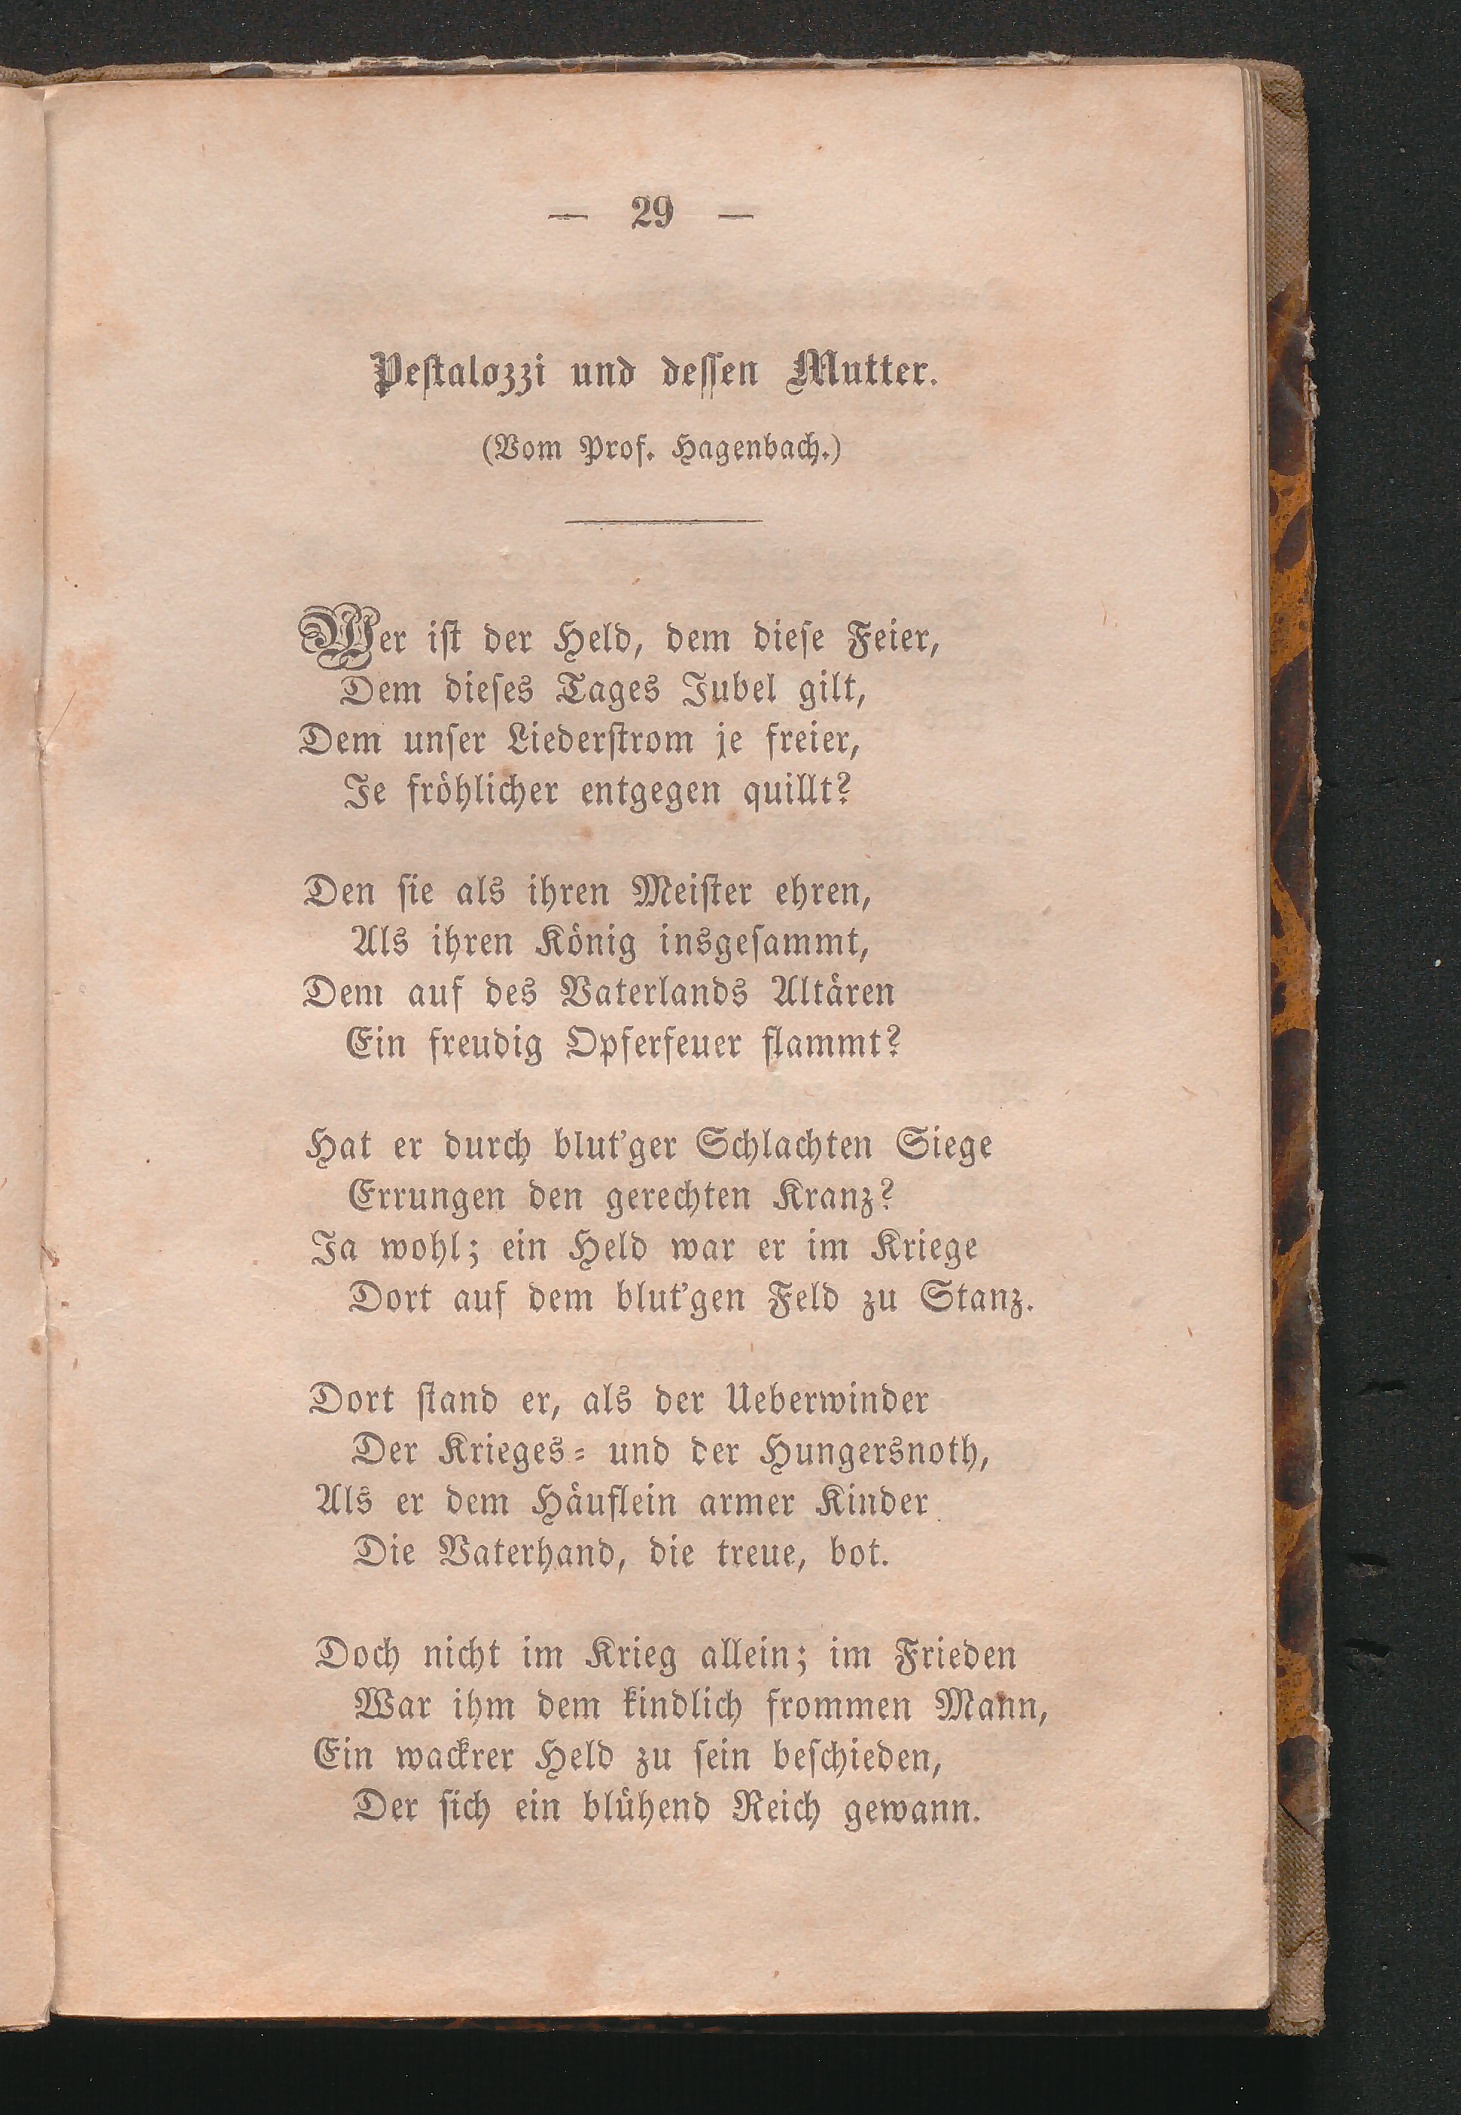 — 29 —
Pestalozzi und dessen Mutter.
(Vom Prof. Hagenbach.)
Wer ist der Held, dem diese Feier,
Dem dieses Tages Jubel gilt,
Dem unser Liederstrom je freier,
Je fröhlicher entgegen quillt?
Den sie als ihren Meister ehren,
Als ihren König insgesammt,
Dem auf des Vaterlands Altären
Ein freudig Opferfeuer flammt?
Hat er durch blut'ger Schlachten Siege
Errungen den gerechten Kranz?
Ja wohl; ein Held war er im Kriege
Dort auf dem blut'gen Feld zu Stanz.
Dort stand er, als der Ueberwinder
Der Krieges- und der Hungersnoth,
Als er dem Häuflein armer Kinder
Die Vaterhand, die treue, bot.
Doch nicht im Krieg allein; im Frieden
War ihm dem kindlich frommen Mann,
Ein wackrer Held zu sein beschieden,
Der sich ein blühend Reich gewann.